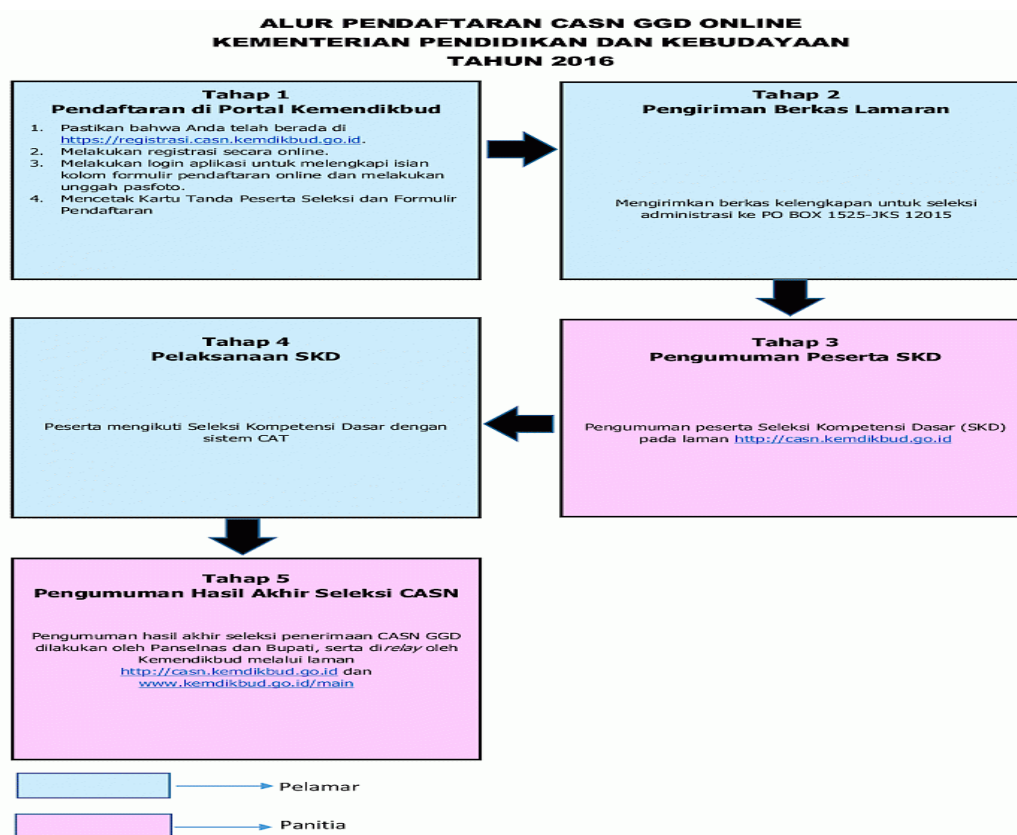 ALUR PENDAFTARAN CASN GGD ONLINE
KEMENTERIAN PENDIDIKAN DAN KEBUDAYAAN
TAHUN 2016
Tahap 1
Pendaftaran di Portal Kemendikbud
1. Pastikan bahwa Anda telah berada di
https://registrasi.casn.kemdikbud.go.id.
2. Melakukan registrasi secara online.
3. Melakukan login aplikasi untuk melengkapi isian
kolom formulir pendaftaran online dan melakukan
unggah pasfoto.
4. Mencetak Kartu Tanda Peserta Seleksi dan Formulir
Pendaftaran
Tahap 2
Pengiriman Berkas Lamaran
Mengirimkan berkas kelengkapan untuk seleksi
administrasi ke PO BOX 1525-JKS 12015
Tahap 3
Pengumuman Peserta SKD
Pengumuman peserta Seleksi Kompetensi Dasar (SKD)
pada laman http://casn.kemdikbud.go.id
Tahap 4
Pelaksanaan SKD
Peserta mengikuti Seleksi Kompetensi Dasar dengan
sistem CAT
Tahap 5
Pengumuman Hasil Akhir Seleksi CASN
Pengumuman hasil akhir seleksi penerimaan CASN GGD
dilakukan oleh Panselnas dan Bupati, serta direlay oleh
Kemendikbud melalui laman
http://casn.kemdikbud.go.id dan
www.kemdikbud.go.id/main
Pelamar
Panitia